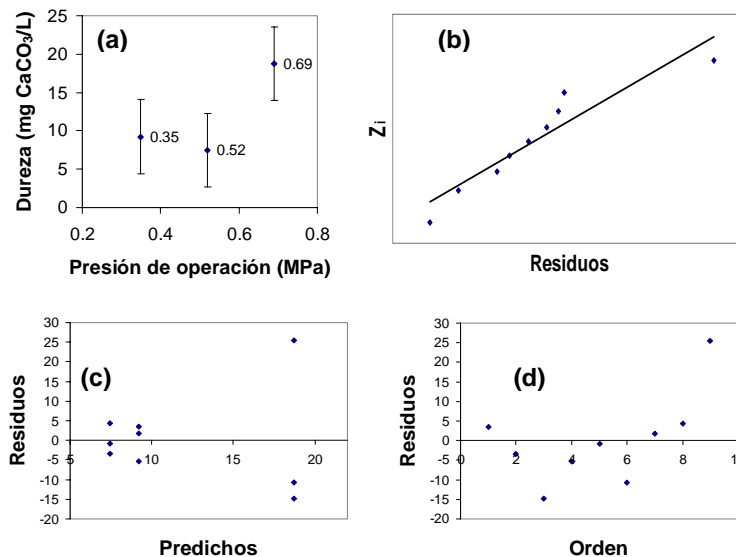 (a)
Dureza (mg CaCO3/L)
25
20
15
10
5
0
0.35
0.52
0.69
0.2 0.4 0.6 0.8
Presión de operación (MPa)
(b)
Zi
Residuos
(c)
Residuos
30
25
20
15
10
5
0
-5
-10
-15
-20
5 10 15 20
Predichos
(d)
Residuos
30
25
20
15
10
5
0
-5
-10
-15
-20
0 2 4 6 8 10
Orden